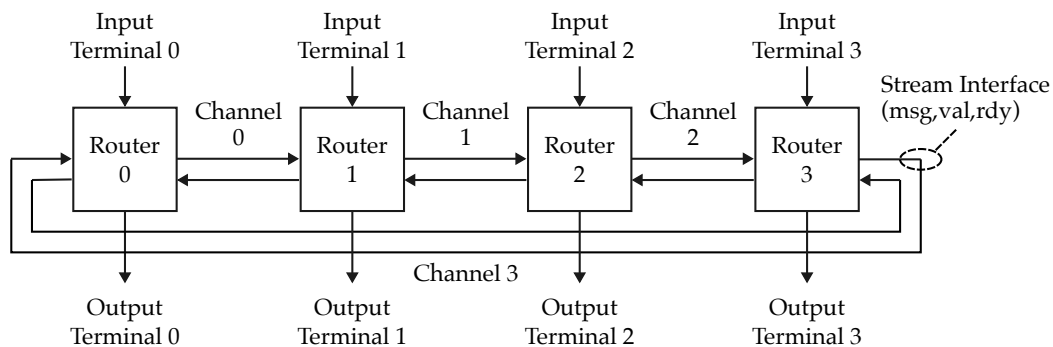 Input
Terminal 0
Input
Terminal 1
Input
Terminal 2
Input
Terminal 3
Stream Interface
(msg,val,rdy)
Channel
0
Channel
1
Channel
2
Router
0
Router
1
Router
2
Router
3
Channel 3
Output
Terminal 0
Output
Terminal 1
Output
Terminal 2
Output
Terminal 3